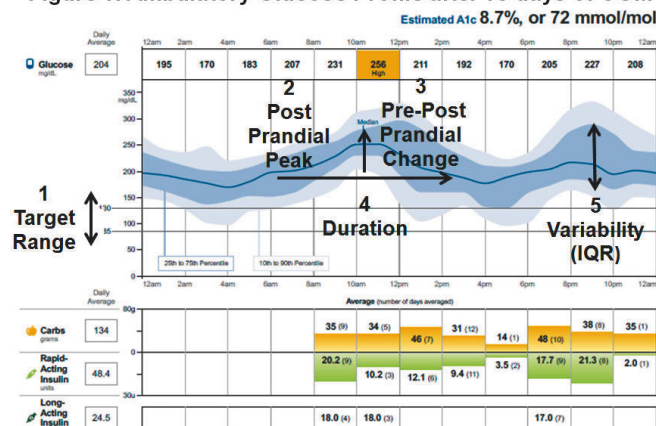 Estimated A1c 8.7%, or 72 mmol/mol
Daily
Average
12am 2am 4am 6am 8am 10am 12pm 2pm 4pm 6pm 8pm 10pm 12am
Glucose
mg/dL
204
195 170 183 207 231 256 211 192 170 205 227 208
High
350
mg/dL
300
250
200
150
130
100
85
50
0
Median
1
Target
Range
2
Post
Prandial
Peak
3
Pre-Post
Prandial
Change
4
Duration
5
Variability
(IQR)
25th to 75th Percentile
10th to 90th Percentile
12am 2am 4am 6am 8am 10am 12pm 2pm 4pm 6pm 8pm 10pm 12am
Daily
Average
Average (number of days averaged)
80g
Carbs
grams
134
35 (9) 34 (5) 46 (7) 31 (12) 14 (1) 48 (10) 38 (8) 35 (1)
0
Rapid-
Acting
Insulin
units
48.4
20.2 (9) 10.2 (3) 12.1 (6) 9.4 (11) 3.5 (2) 17.7 (9) 21.3 (8) 2.0 (1)
30u
Long-
Acting
Insulin
24.5
18.0 (4) 18.0 (3) 17.0 (7)